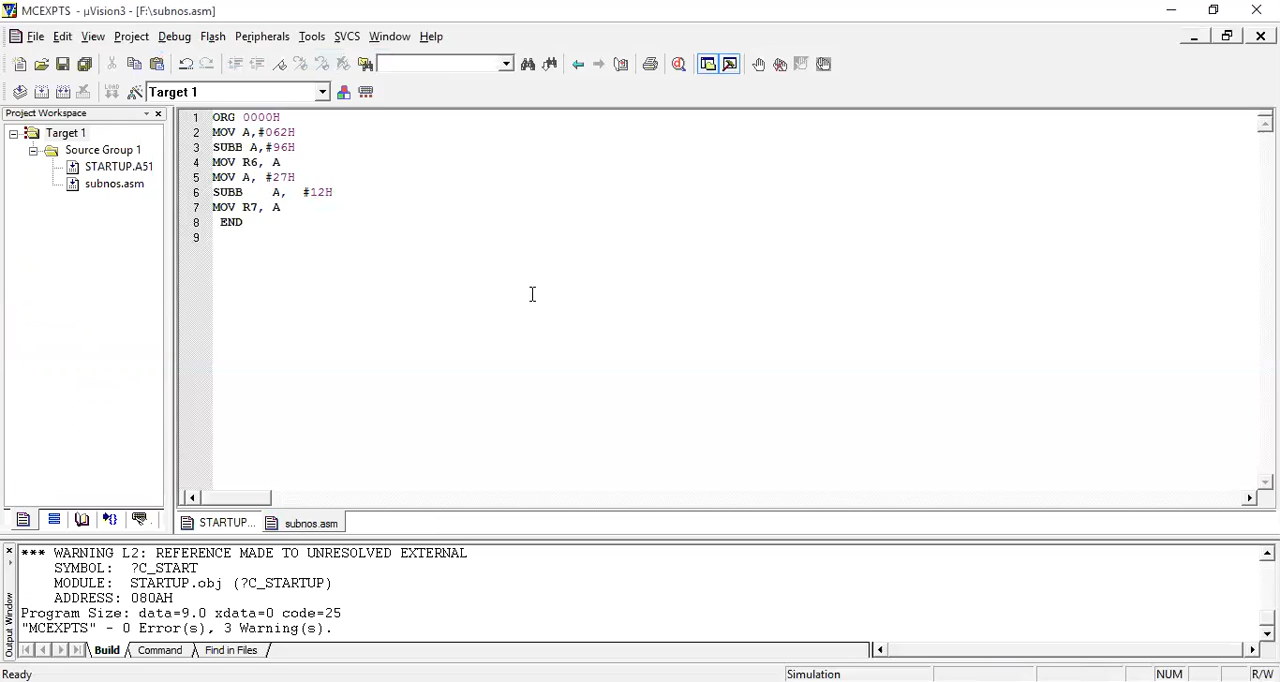 MCEXPTS - µVision3 - [F:\subnos.asm]
File Edit View Project Debug Flash Peripherals Tools SVCS Window Help
LOAD Target 1
Project Workspace
Target 1
Source Group 1
STARTUP.A51
subnos.asm
1 ORG 0000H
2 MOV A,#062H
3 SUBB A,#96H
4 MOV R6, A
5 MOV A, #27H
6 SUBB    A,  #12H
7 MOV R7, A
8  END
9
STARTUP... subnos.asm
*** WARNING L2: REFERENCE MADE TO UNRESOLVED EXTERNAL
SYMBOL:  ?C_START
MODULE:  STARTUP.obj (?C_STARTUP)
ADDRESS: 080AH
Program Size: data=9.0 xdata=0 code=25
"MCEXPTS" - 0 Error(s), 3 Warning(s).
Output Window
Build Command Find in Files
Ready Simulation NUM R/W